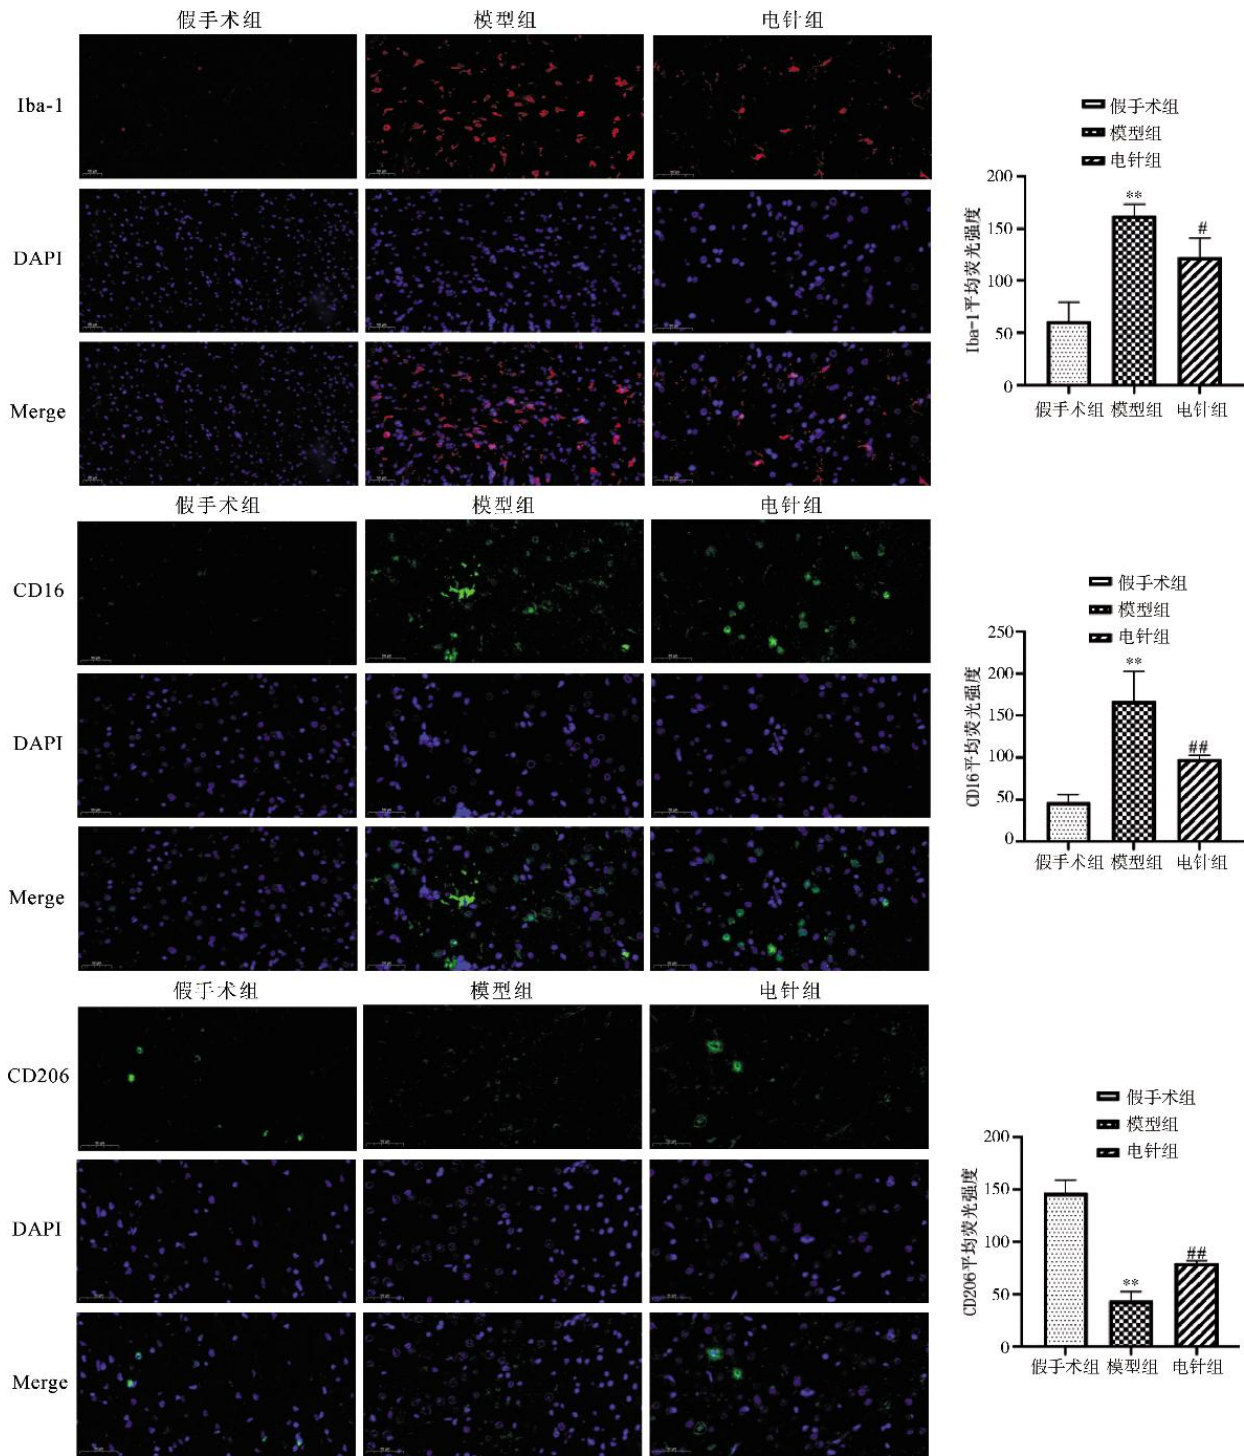 假手术组 模型组 电针组
Iba-1
DAPI
Merge
假手术组
模型组
电针组
Iba-1平均荧光强度
200
150
100
50
0
**
#
假手术组 模型组 电针组
假手术组 模型组 电针组
CD16
DAPI
Merge
假手术组
模型组
电针组
CD16平均荧光强度
250
200
150
100
50
0
**
##
假手术组 模型组 电针组
假手术组 模型组 电针组
CD206
DAPI
Merge
假手术组
模型组
电针组
CD206平均荧光强度
200
150
100
50
0
**
##
假手术组 模型组 电针组